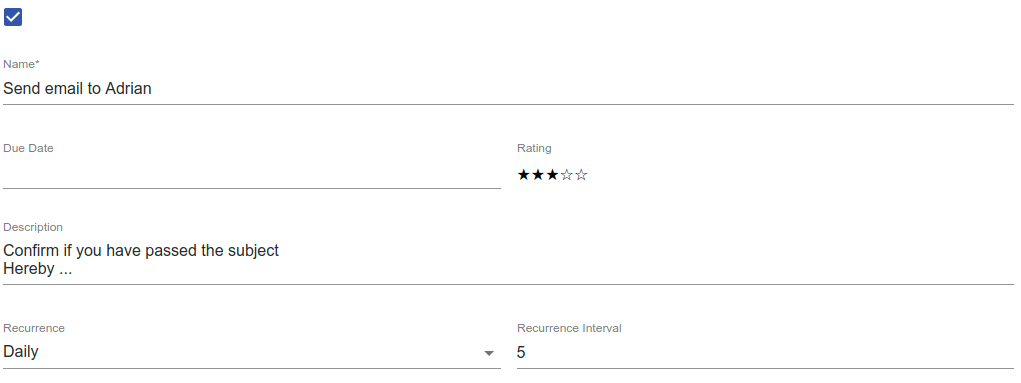 Name*
Send email to Adrian
Due Date
Rating
★★★☆☆
Description
Confirm if you have passed the subject
Hereby ...
Recurrence
Recurrence Interval
Daily
5